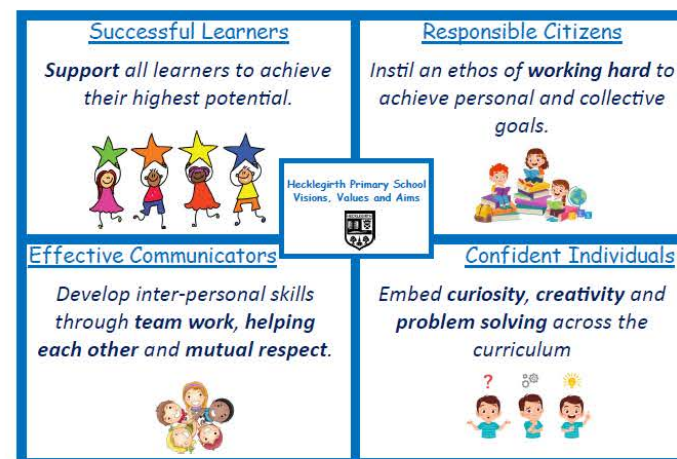 Successful Learners
Support all learners to achieve
their highest potential.
Responsible Citizens
Instil an ethos of working hard to
achieve personal and collective
goals.
Hecklegirth Primary School
Visions, Values and Aims
Effective Communicators
Develop inter-personal skills
through team work, helping
each other and mutual respect.
Confident Individuals
Embed curiosity, creativity and
problem solving across the
curriculum
?